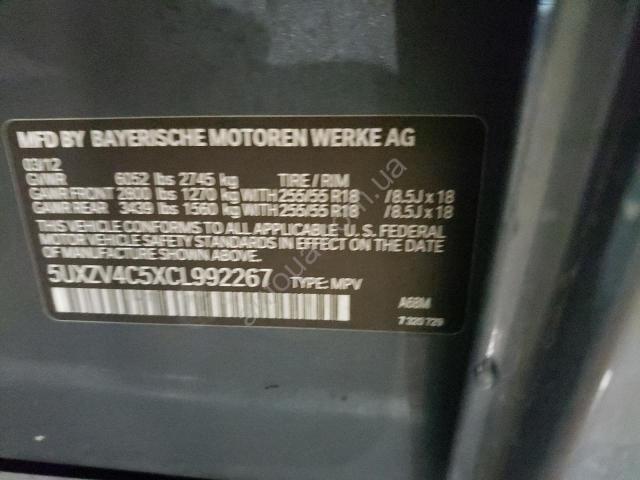 MFD BY BAYERISCHE MOTOREN WERKE AG
03/12
GVWR 6052 lbs 2745 kg TIRE / RIM
GAWR FRONT 2800 lbs 1270 kg WITH 255/55 R18 /8.5J x 18
GAWR REAR 3439 lbs 1560 kg WITH 255/55 R18 /8.5J x 18
THIS VEHICLE CONFORMS TO ALL APPLICABLE U.S. FEDERAL
MOTOR VEHICLE SAFETY STANDARDS IN EFFECT ON THE DATE
OF MANUFACTURE SHOWN ABOVE.
5UXZV4C5XCL992267 TYPE: MPV
A68M
7 320 729